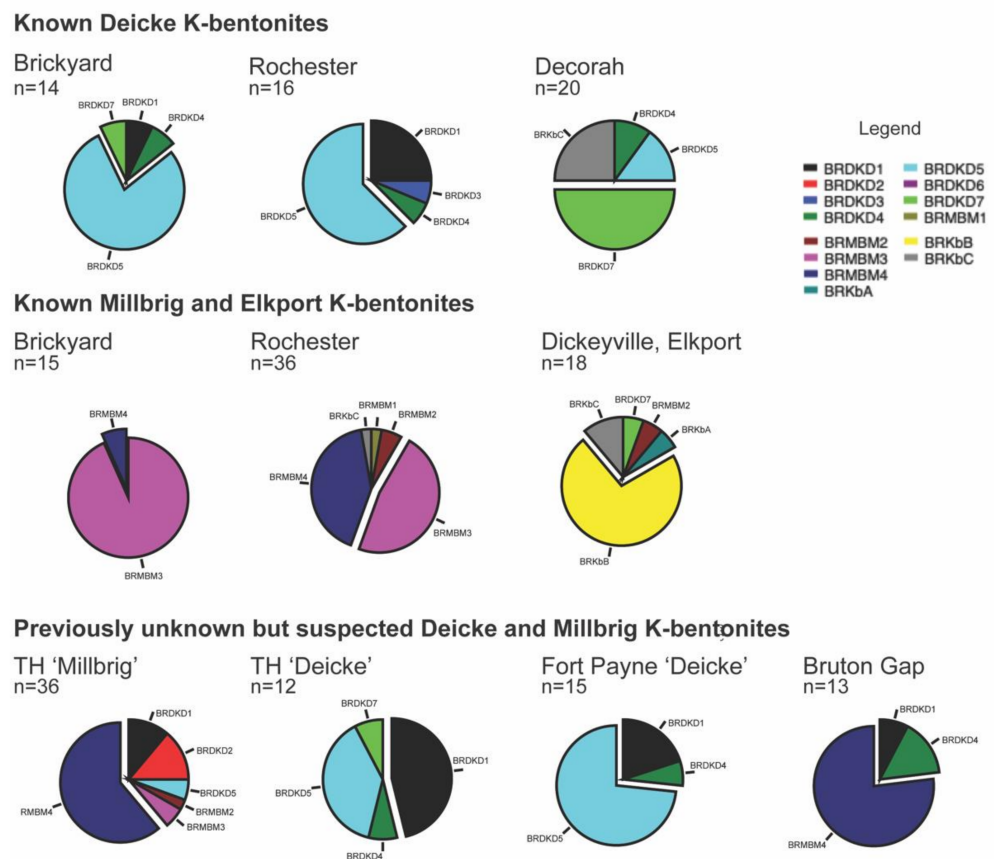 Known Deicke K-bentonites
Brickyard
n=14
BRDKD7
BRDKD1
BRDKD4
BRDKD5
Rochester
n=16
BRDKD1
BRDKD3
BRDKD4
BRDKD5
Decorah
n=20
BRKbC
BRDKD4
BRDKD5
BRDKD7
Legend
BRDKD1
BRDKD2
BRDKD3
BRDKD4
BRMBM2
BRMBM3
BRMBM4
BRKbA
BRDKD5
BRDKD6
BRDKD7
BRMBM1
BRKbB
BRKbC
Known Millbrig and Elkport K-bentonites
Brickyard
n=15
BRMBM4
BRMBM3
Rochester
n=36
BRKbC
BRMBM1
BRMBM2
BRMBM4
BRMBM3
Dickeyville, Elkport
n=18
BRKbC
BRDKD7
BRMBM2
BRKbA
BRKbB
Previously unknown but suspected Deicke and Millbrig K-bentonites
TH ‘Millbrig’
n=36
BRDKD1
BRDKD2
BRDKD5
BRMBM2
BRMBM3
RMBM4
TH ‘Deicke’
n=12
BRDKD7
BRDKD1
BRDKD5
BRDKD4
Fort Payne ‘Deicke’
n=15
BRDKD1
BRDKD4
BRDKD5
Bruton Gap
n=13
BRDKD1
BRDKD4
BRMBM4